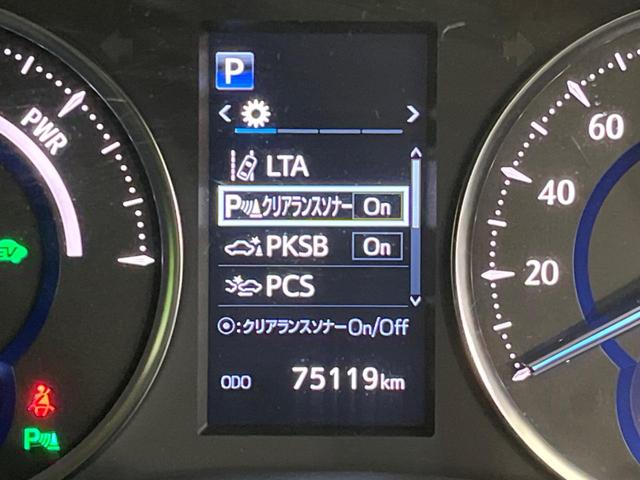 P
LTA
P クリアランスソナー On
PKSB On
PCS
⦿:クリアランスソナーOn/Off
ODO 75119km
PWR
EV
P
60
40
20